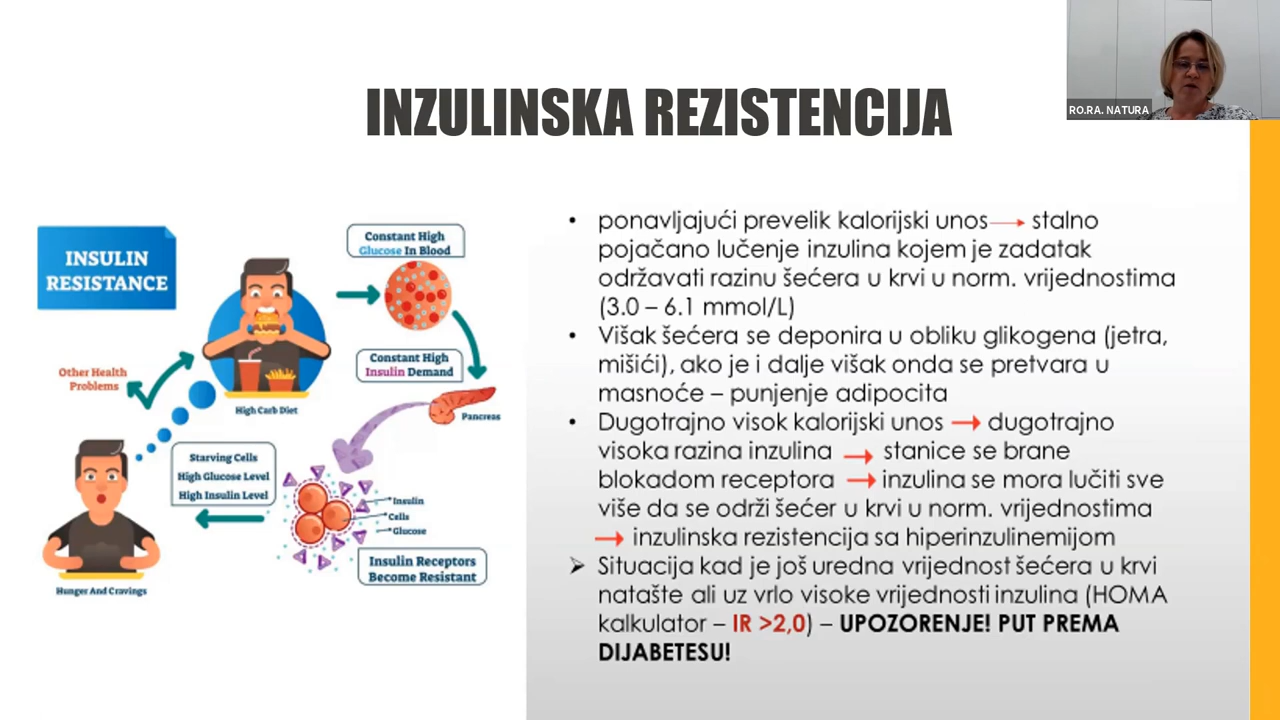 RO.RA. NATURA
INZULINSKA REZISTENCIJA
INSULIN
RESISTANCE
Constant High
Glucose In Blood
Constant High
Insulin Demand
Other Health
Problems
High Carb Diet
Pancreas
Starving Cells
High Glucose Level
High Insulin Level
Insulin
Cells
Glucose
Insulin Receptors
Become Resistant
Hunger And Cravings
• ponavljajući prevelik kalorijski unos → stalno
pojačano lučenje inzulina kojem je zadatak
održavati razinu šećera u krvi u norm. vrijednostima
(3.0 – 6.1 mmol/L)
• Višak šećera se deponira u obliku glikogena (jetra,
mišići), ako je i dalje višak onda se pretvara u
masnoće – punjenje adipocita
• Dugotrajno visok kalorijski unos → dugotrajno
visoka razina inzulina → stanice se brane
blokadom receptora → inzulina se mora lučiti sve
više da se održi šećer u krvi u norm. vrijednostima
→ inzulinska rezistencija sa hiperinzulinemijom
➢ Situacija kad je još uredna vrijednost šećera u krvi
natašte ali uz vrlo visoke vrijednosti inzulina (HOMA
kalkulator – IR >2,0) – UPOZORENJE! PUT PREMA
DIJABETESU!